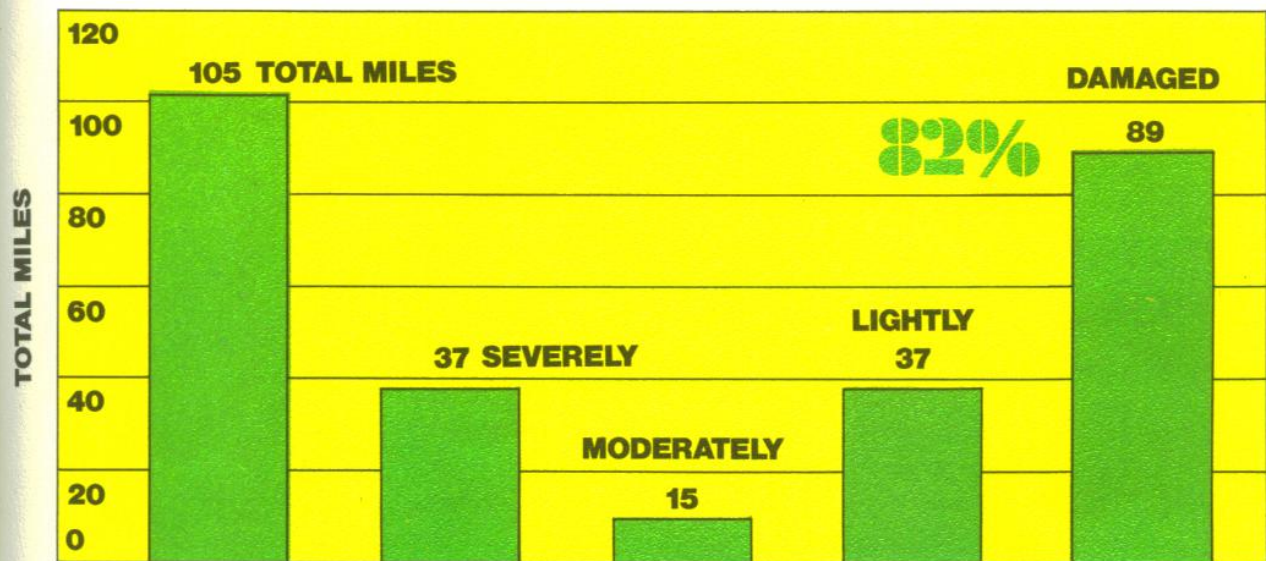 TOTAL MILES
120
100
80
60
40
20
0
105 TOTAL MILES
37 SEVERELY
MODERATELY
15
LIGHTLY
37
82%
DAMAGED
89